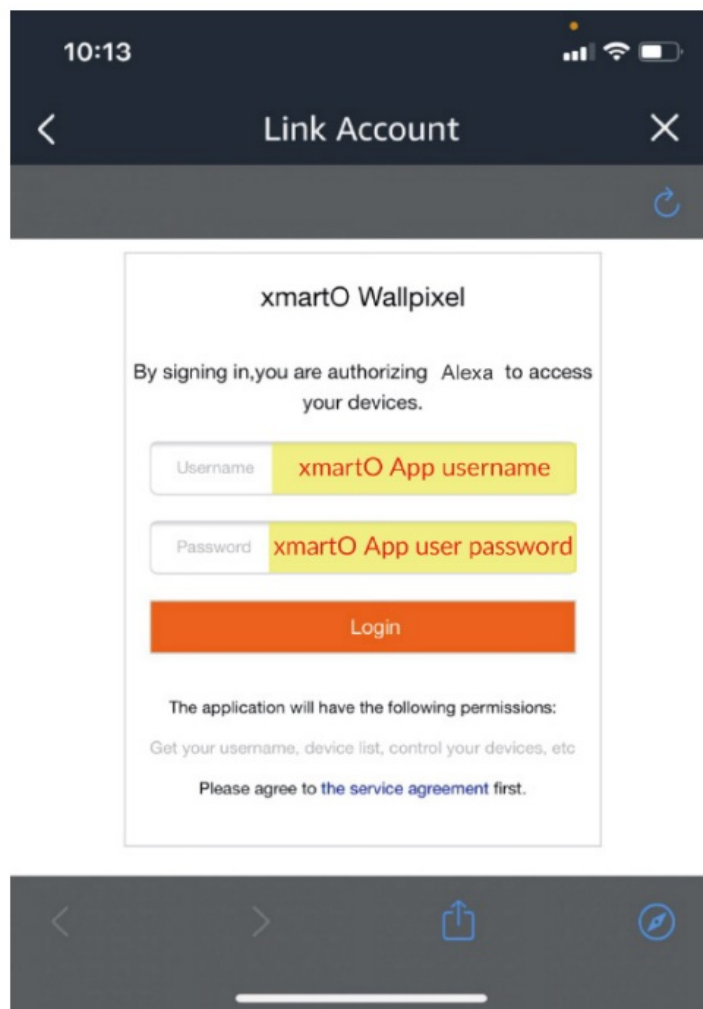 10:13
Link Account
xmartO Wallpixel
By signing in,you are authorizing Alexa to access
your devices.
Username xmartO App username
Password xmartO App user password
Login
The application will have the following permissions:
Get your username, device list, control your devices, etc
Please agree to the service agreement first.